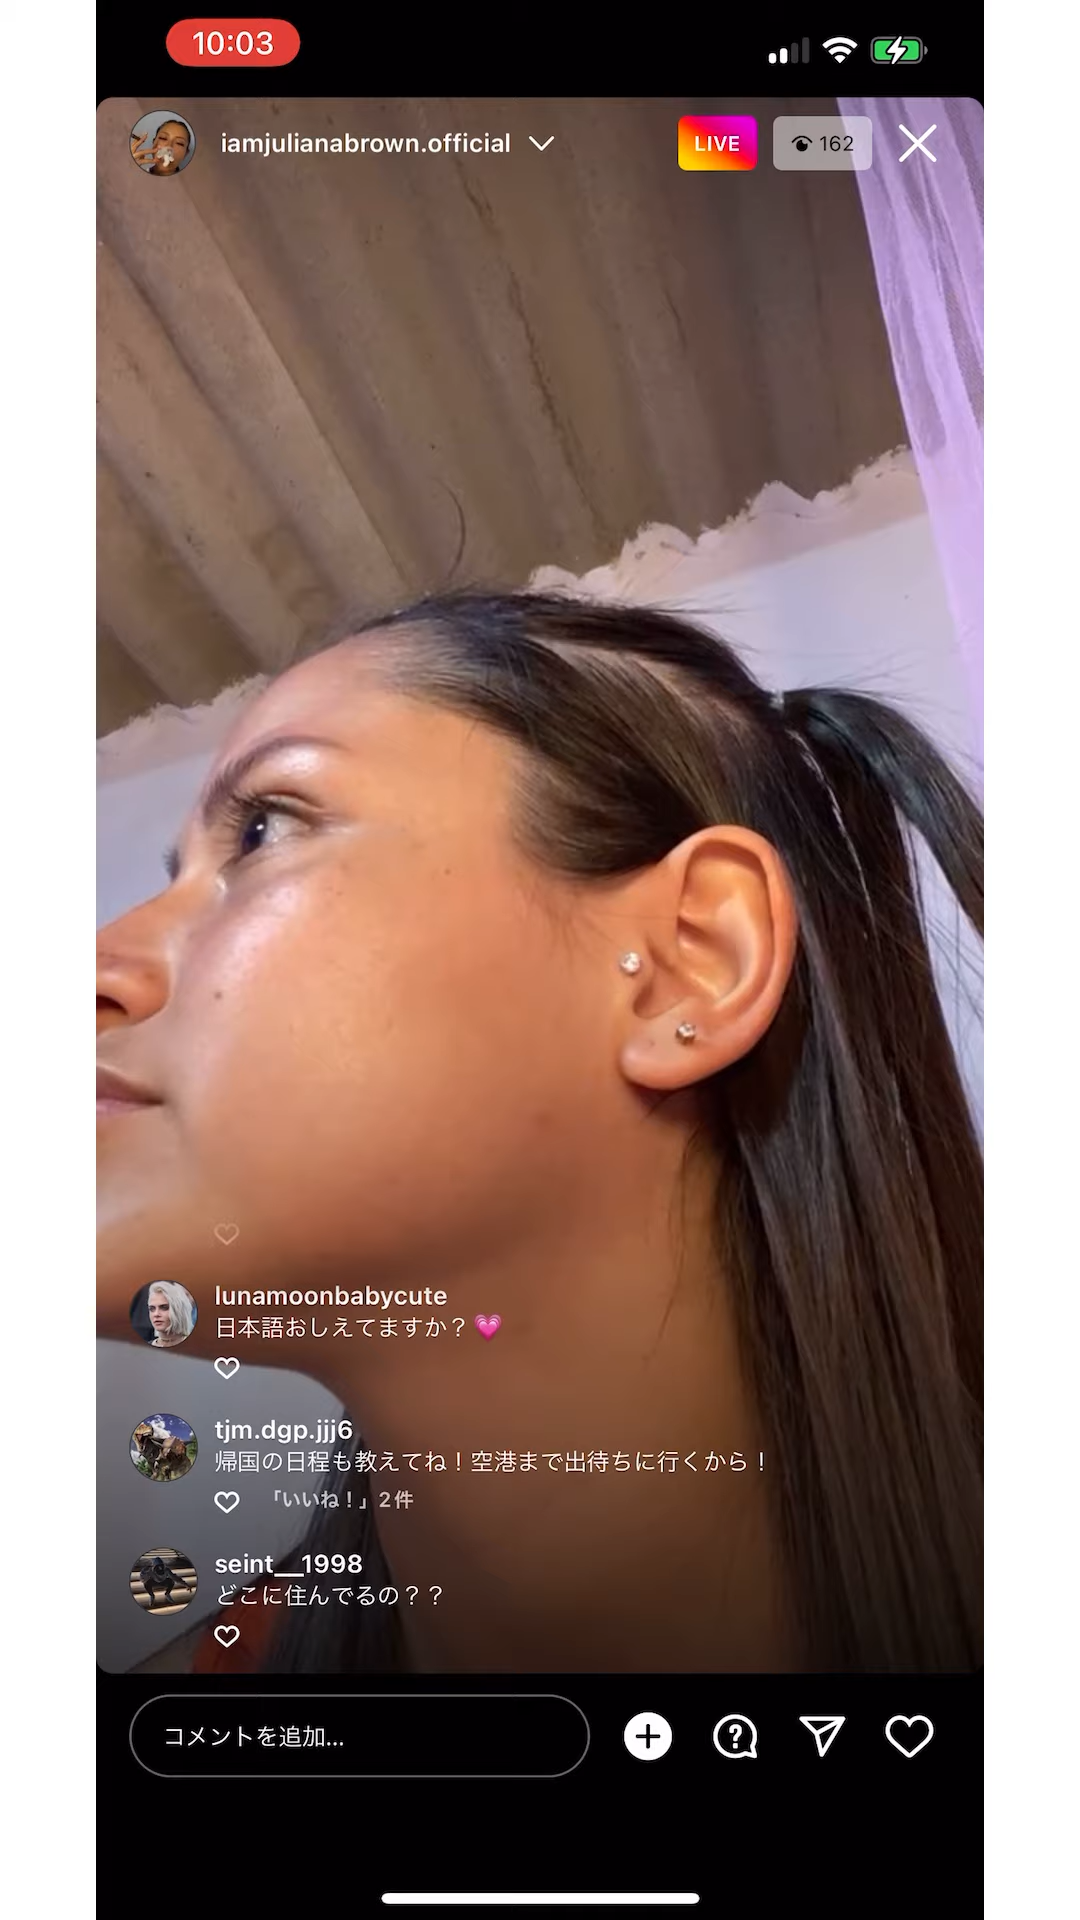 10:03
iamjulianabrown.official
LIVE
162
lunamoonbabycute
日本語おしえてますか？💗
tjm.dgp.jjj6
帰国の日程も教えてね！空港まで出待ちに行くから！
「いいね！」2件
seint__1998
どこに住んでるの？？
コメントを追加...